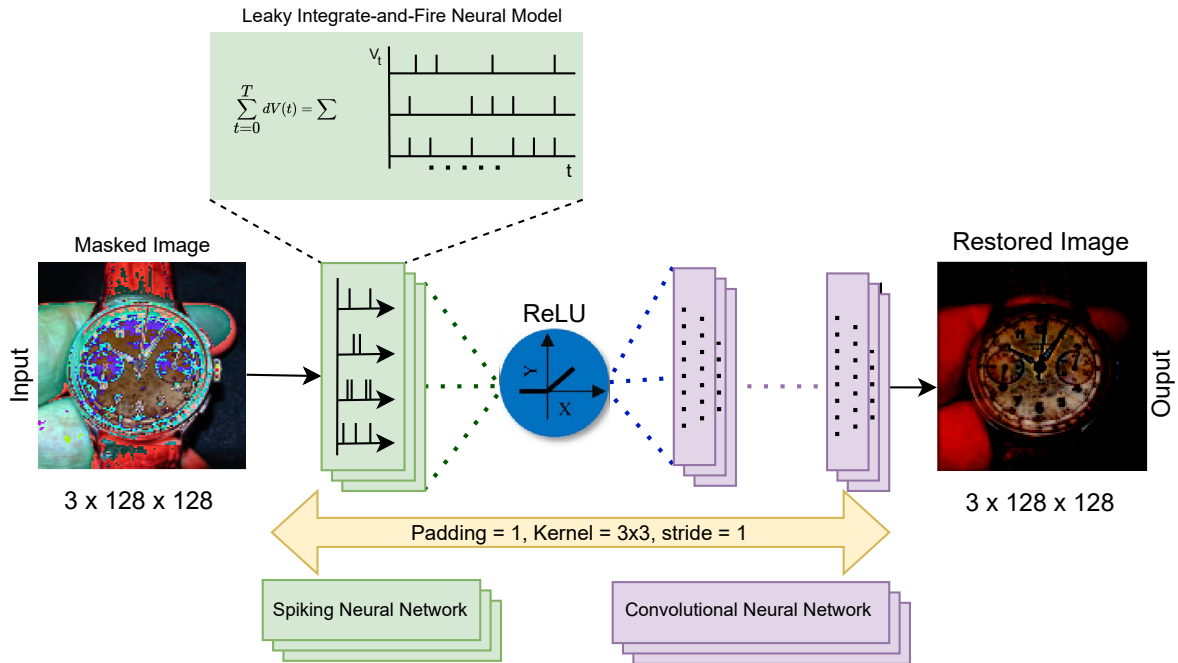 Leaky Integrate-and-Fire Neural Model
V_t
T
∑ dV(t) = ∑
t=0
t
Masked Image
Restored Image
ReLU
Input
Y
X
Ouput
3 x 128 x 128
3 x 128 x 128
Padding = 1, Kernel = 3x3, stride = 1
Spiking Neural Network
Convolutional Neural Network